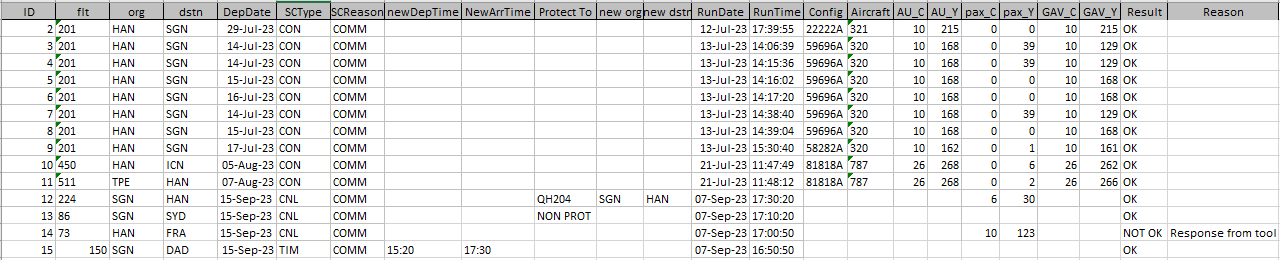 ID flt org dstn DepDate SCType SCReason newDepTime NewArrTime Protect To new org new dstn RunDate RunTime Config Aircraft AU_C AU_Y pax_C pax_Y GAV_C GAV_Y Result Reason
2 201 HAN SGN 29-Jul-23 CON COMM 12-Jul-23 17:39:55 22222A 321 10 215 0 0 10 215 OK
3 201 HAN SGN 14-Jul-23 CON COMM 13-Jul-23 14:06:39 59696A 320 10 168 0 39 10 129 OK
4 201 HAN SGN 14-Jul-23 CON COMM 13-Jul-23 14:15:36 59696A 320 10 168 0 39 10 129 OK
5 201 HAN SGN 15-Jul-23 CON COMM 13-Jul-23 14:16:02 59696A 320 10 168 0 0 10 168 OK
6 201 HAN SGN 16-Jul-23 CON COMM 13-Jul-23 14:17:20 59696A 320 10 168 0 0 10 168 OK
7 201 HAN SGN 14-Jul-23 CON COMM 13-Jul-23 14:38:40 59696A 320 10 168 0 39 10 129 OK
8 201 HAN SGN 15-Jul-23 CON COMM 13-Jul-23 14:39:04 59696A 320 10 168 0 0 10 168 OK
9 201 HAN SGN 17-Jul-23 CON COMM 13-Jul-23 15:30:40 58282A 320 10 162 0 1 10 161 OK
10 450 HAN ICN 05-Aug-23 CON COMM 21-Jul-23 11:47:49 81818A 787 26 268 0 6 26 262 OK
11 511 TPE HAN 07-Aug-23 CON COMM 21-Jul-23 11:48:12 81818A 787 26 268 0 2 26 266 OK
12 224 SGN HAN 15-Sep-23 CNL COMM QH204 SGN HAN 07-Sep-23 17:30:20 6 30 OK
13 86 SGN SYD 15-Sep-23 CNL COMM NON PROT 07-Sep-23 17:10:20 OK
14 73 HAN FRA 15-Sep-23 CNL COMM 07-Sep-23 17:00:50 10 123 NOT OK Response from tool
15 150 SGN DAD 15-Sep-23 TIM COMM 15:20 17:30 07-Sep-23 16:50:50 OK